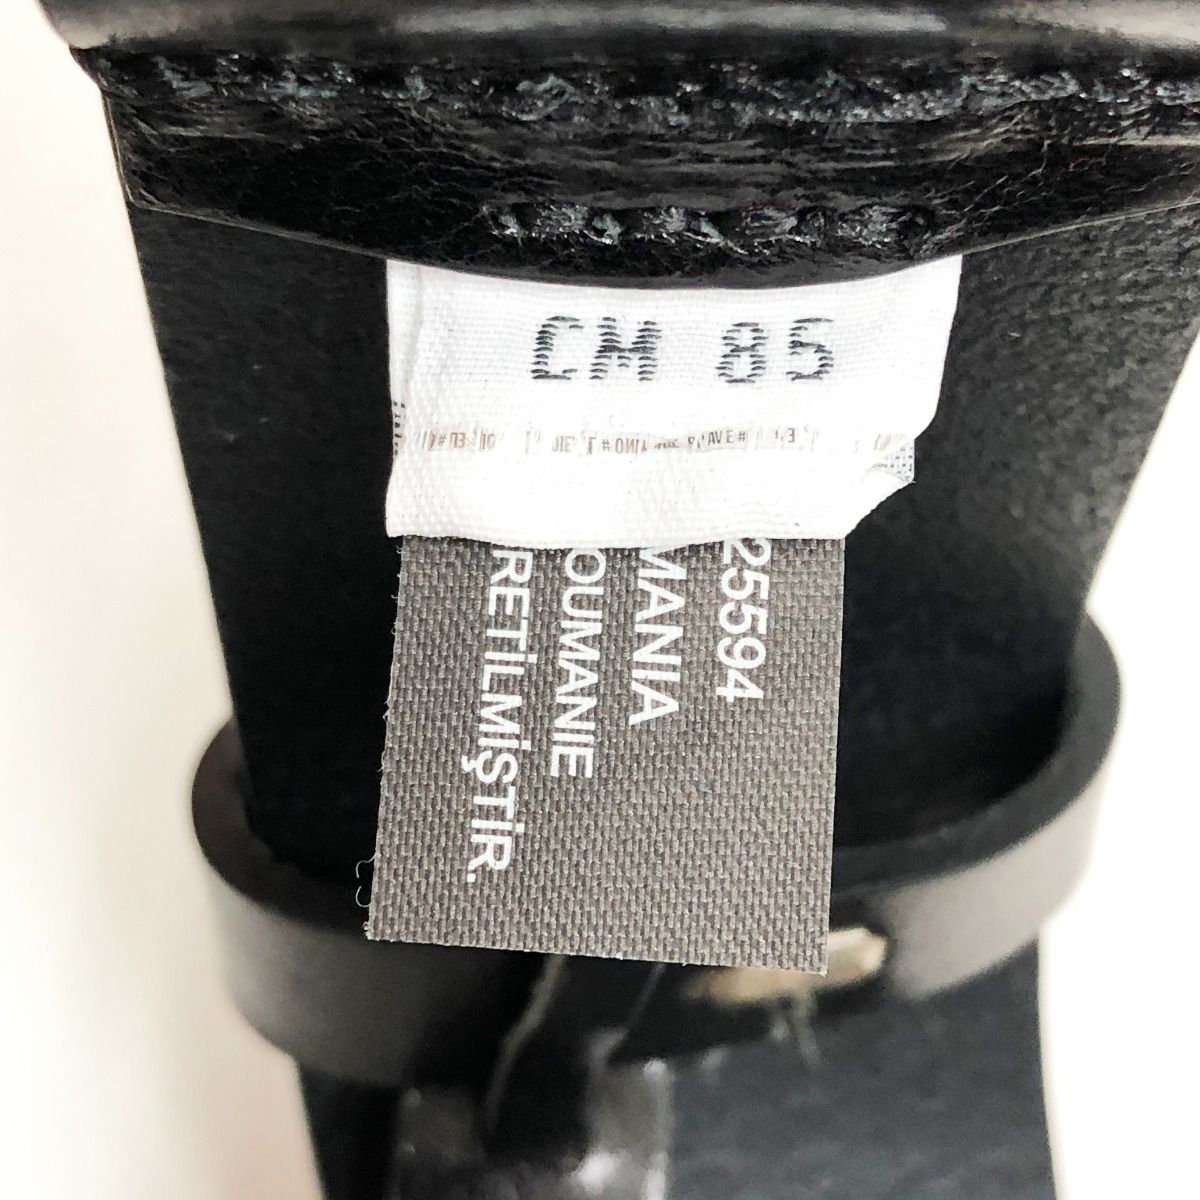 CM 85
25594
MANIA
OUMANIE
RETILMİŞTİR.